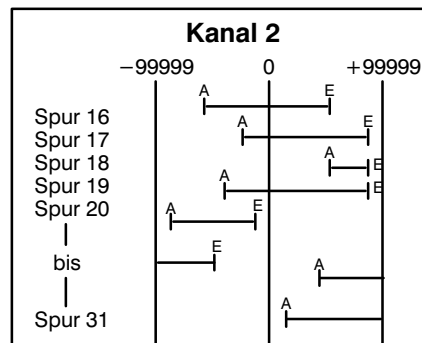 Kanal 2
−99999 0 +99999
A E
Spur 16
A E
Spur 17
A E
Spur 18
A E
Spur 19
Spur 20
A E
bis
E
A
A
Spur 31